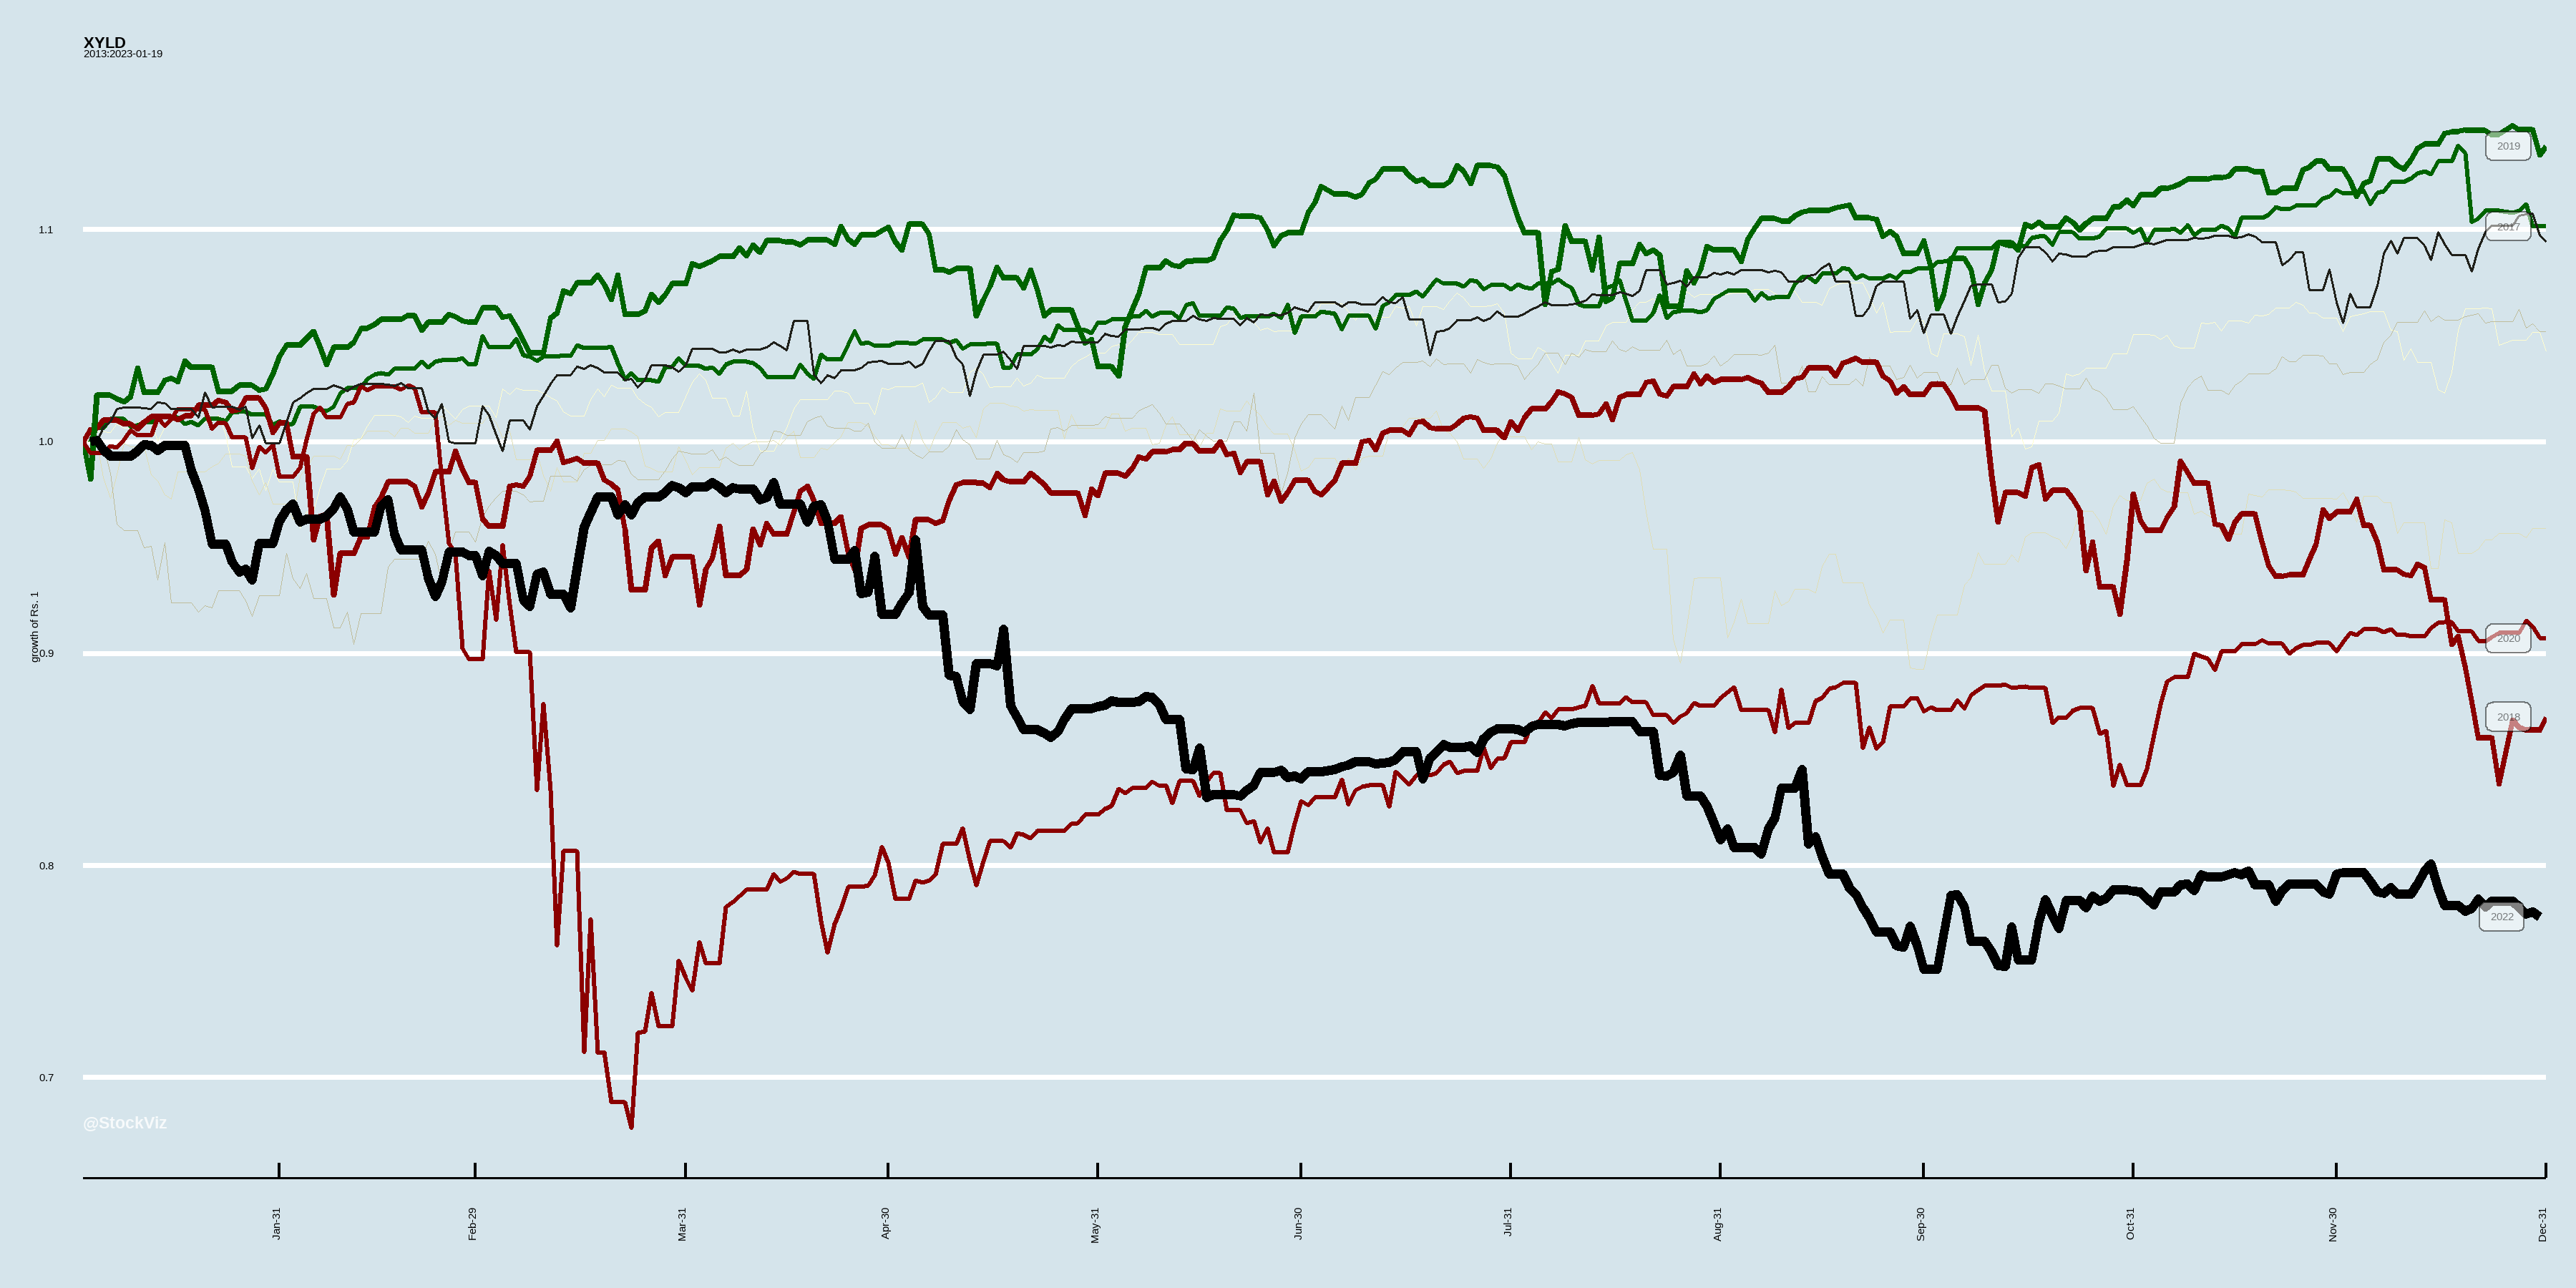 XYLD
2013:2023-01-19
2019
1.1
2017
1.0
growth of Rs. 1
0.9
2020
2018
0.8
2022
0.7
@StockViz
Jan-31
Feb-29
Mar-31
Apr-30
May-31
Jun-30
Jul-31
Aug-31
Sep-30
Oct-31
Nov-30
Dec-31